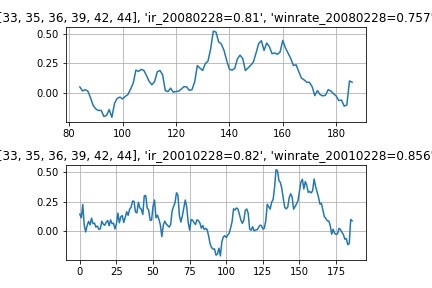 [33, 35, 36, 39, 42, 44], 'ir_20080228=0.81', 'winrate_20080228=0.757'
0.50
0.25
0.00
80 100 120 140 160 180
[33, 35, 36, 39, 42, 44], 'ir_20010228=0.82', 'winrate_20010228=0.856'
0.50
0.25
0.00
0 25 50 75 100 125 150 175